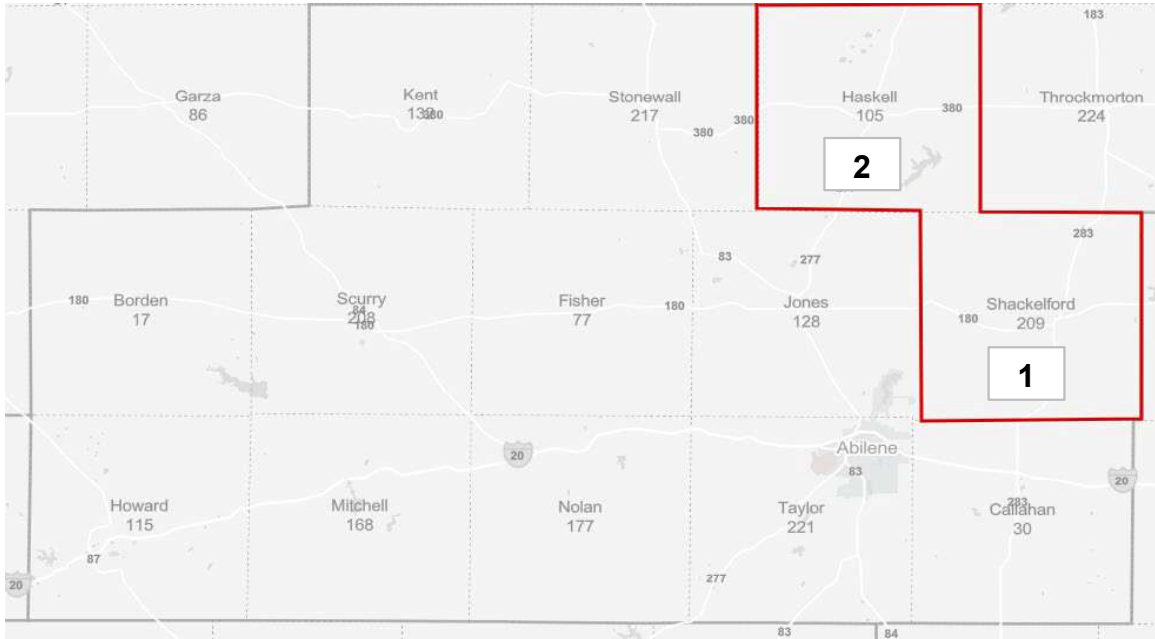 183
Garza
86
Kent
132
380
Stonewall
217
380
380
Haskell
105
380
Throckmorton
224
2
283
83
277
180
Borden
17
Scurry
84
208
180
Fisher
77
180
Jones
128
180
Shackelford
209
1
Abilene
83
20
20
Howard
115
Mitchell
168
Nolan
177
Taylor
221
283
Callahan
30
87
20
277
83
84